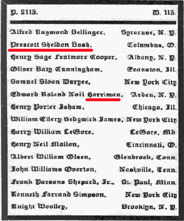 P. 2113. D. 115.
Alfred Raymond Bellinger, Syracuse, N. Y.
Prescott Sheldon Bush, Columbus, O.
Henry Sage Fenimore Cooper, Albany, N. Y.
Oliver Baty Cunningham, Evanston, Ill.
Samuel Sloan Duryee, New York City
Edward Roland Noel Harriman, Arden, N. Y.
Henry Porter Isham, Chicago, Ill.
William Ellery Sedgwick James, New York City
Harry William LeGore, LeGore, Md.
Henry Neil Mallon, Cincinnati, O.
Albert William Olsen, Glenbrook, Conn.
John Williams Overton, Nashville, Tenn.
Frank Parsons Shepard, Jr., St. Paul, Minn.
Kenneth Farrand Simpson, New York City
Knight Woolley, Brooklyn, N. Y.